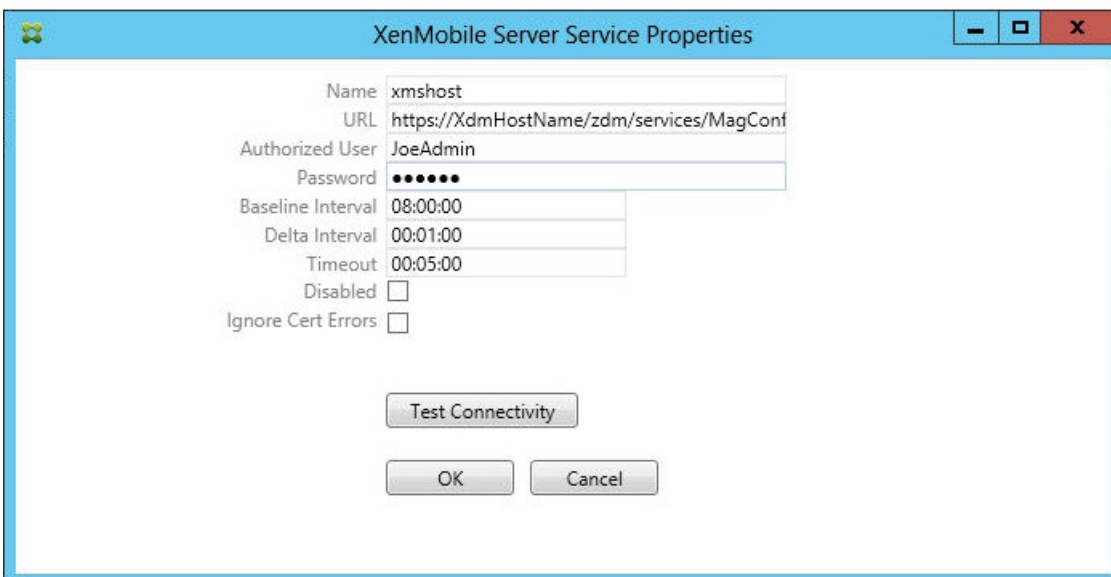 XenMobile Server Service Properties
Name xmshost
URL https://XdmHostName/zdm/services/MagConf
Authorized User JoeAdmin
Password ●●●●●●
Baseline Interval 08:00:00
Delta Interval 00:01:00
Timeout 00:05:00
Disabled
Ignore Cert Errors
Test Connectivity
OK Cancel